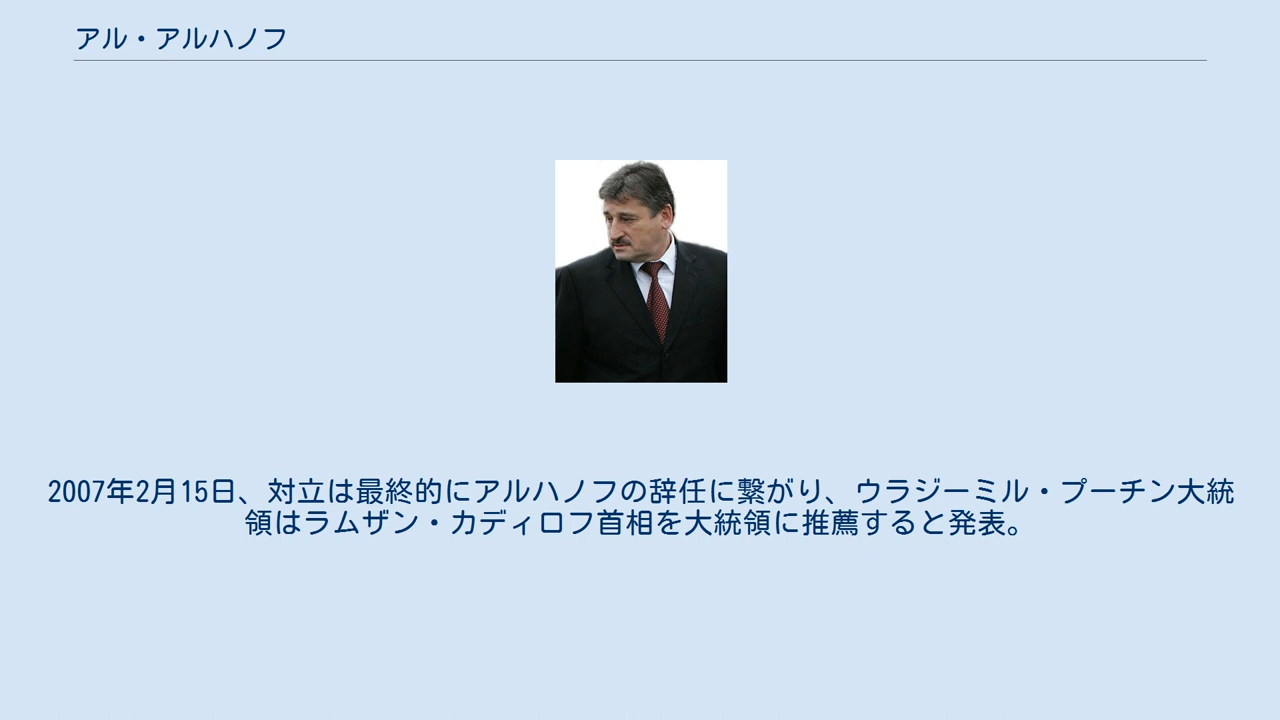 アル・アルハノフ
2007年2月15日、対立は最終的にアルハノフの辞任に繋がり、ウラジーミル・プーチン大統
領はラムザン・カディロフ首相を大統領に推薦すると発表。